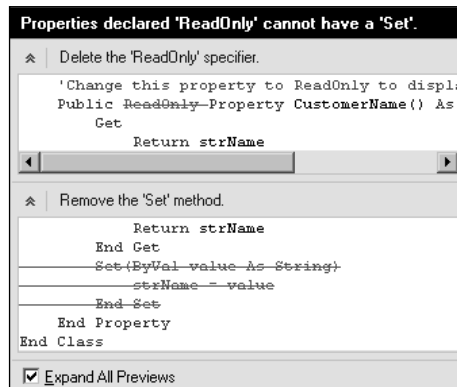 Properties declared 'ReadOnly' cannot have a 'Set'.
Delete the 'ReadOnly' specifier.
'Change this property to ReadOnly to displa
Public ReadOnly Property CustomerName() As
Get
Return strName
Remove the 'Set' method.
Return strName
End Get
Set(ByVal value As String)
strName = value
End Set
End Property
End Class
Expand All Previews